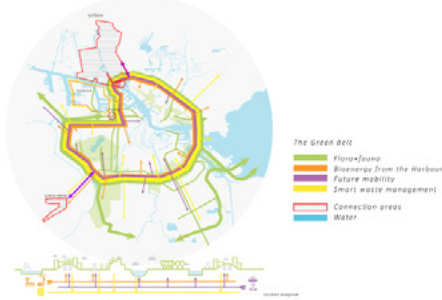 The Green Belt
Flora+fauna
Bioenergy from the Harbour
Future mobility
Smart waste management
Connection areas
Water